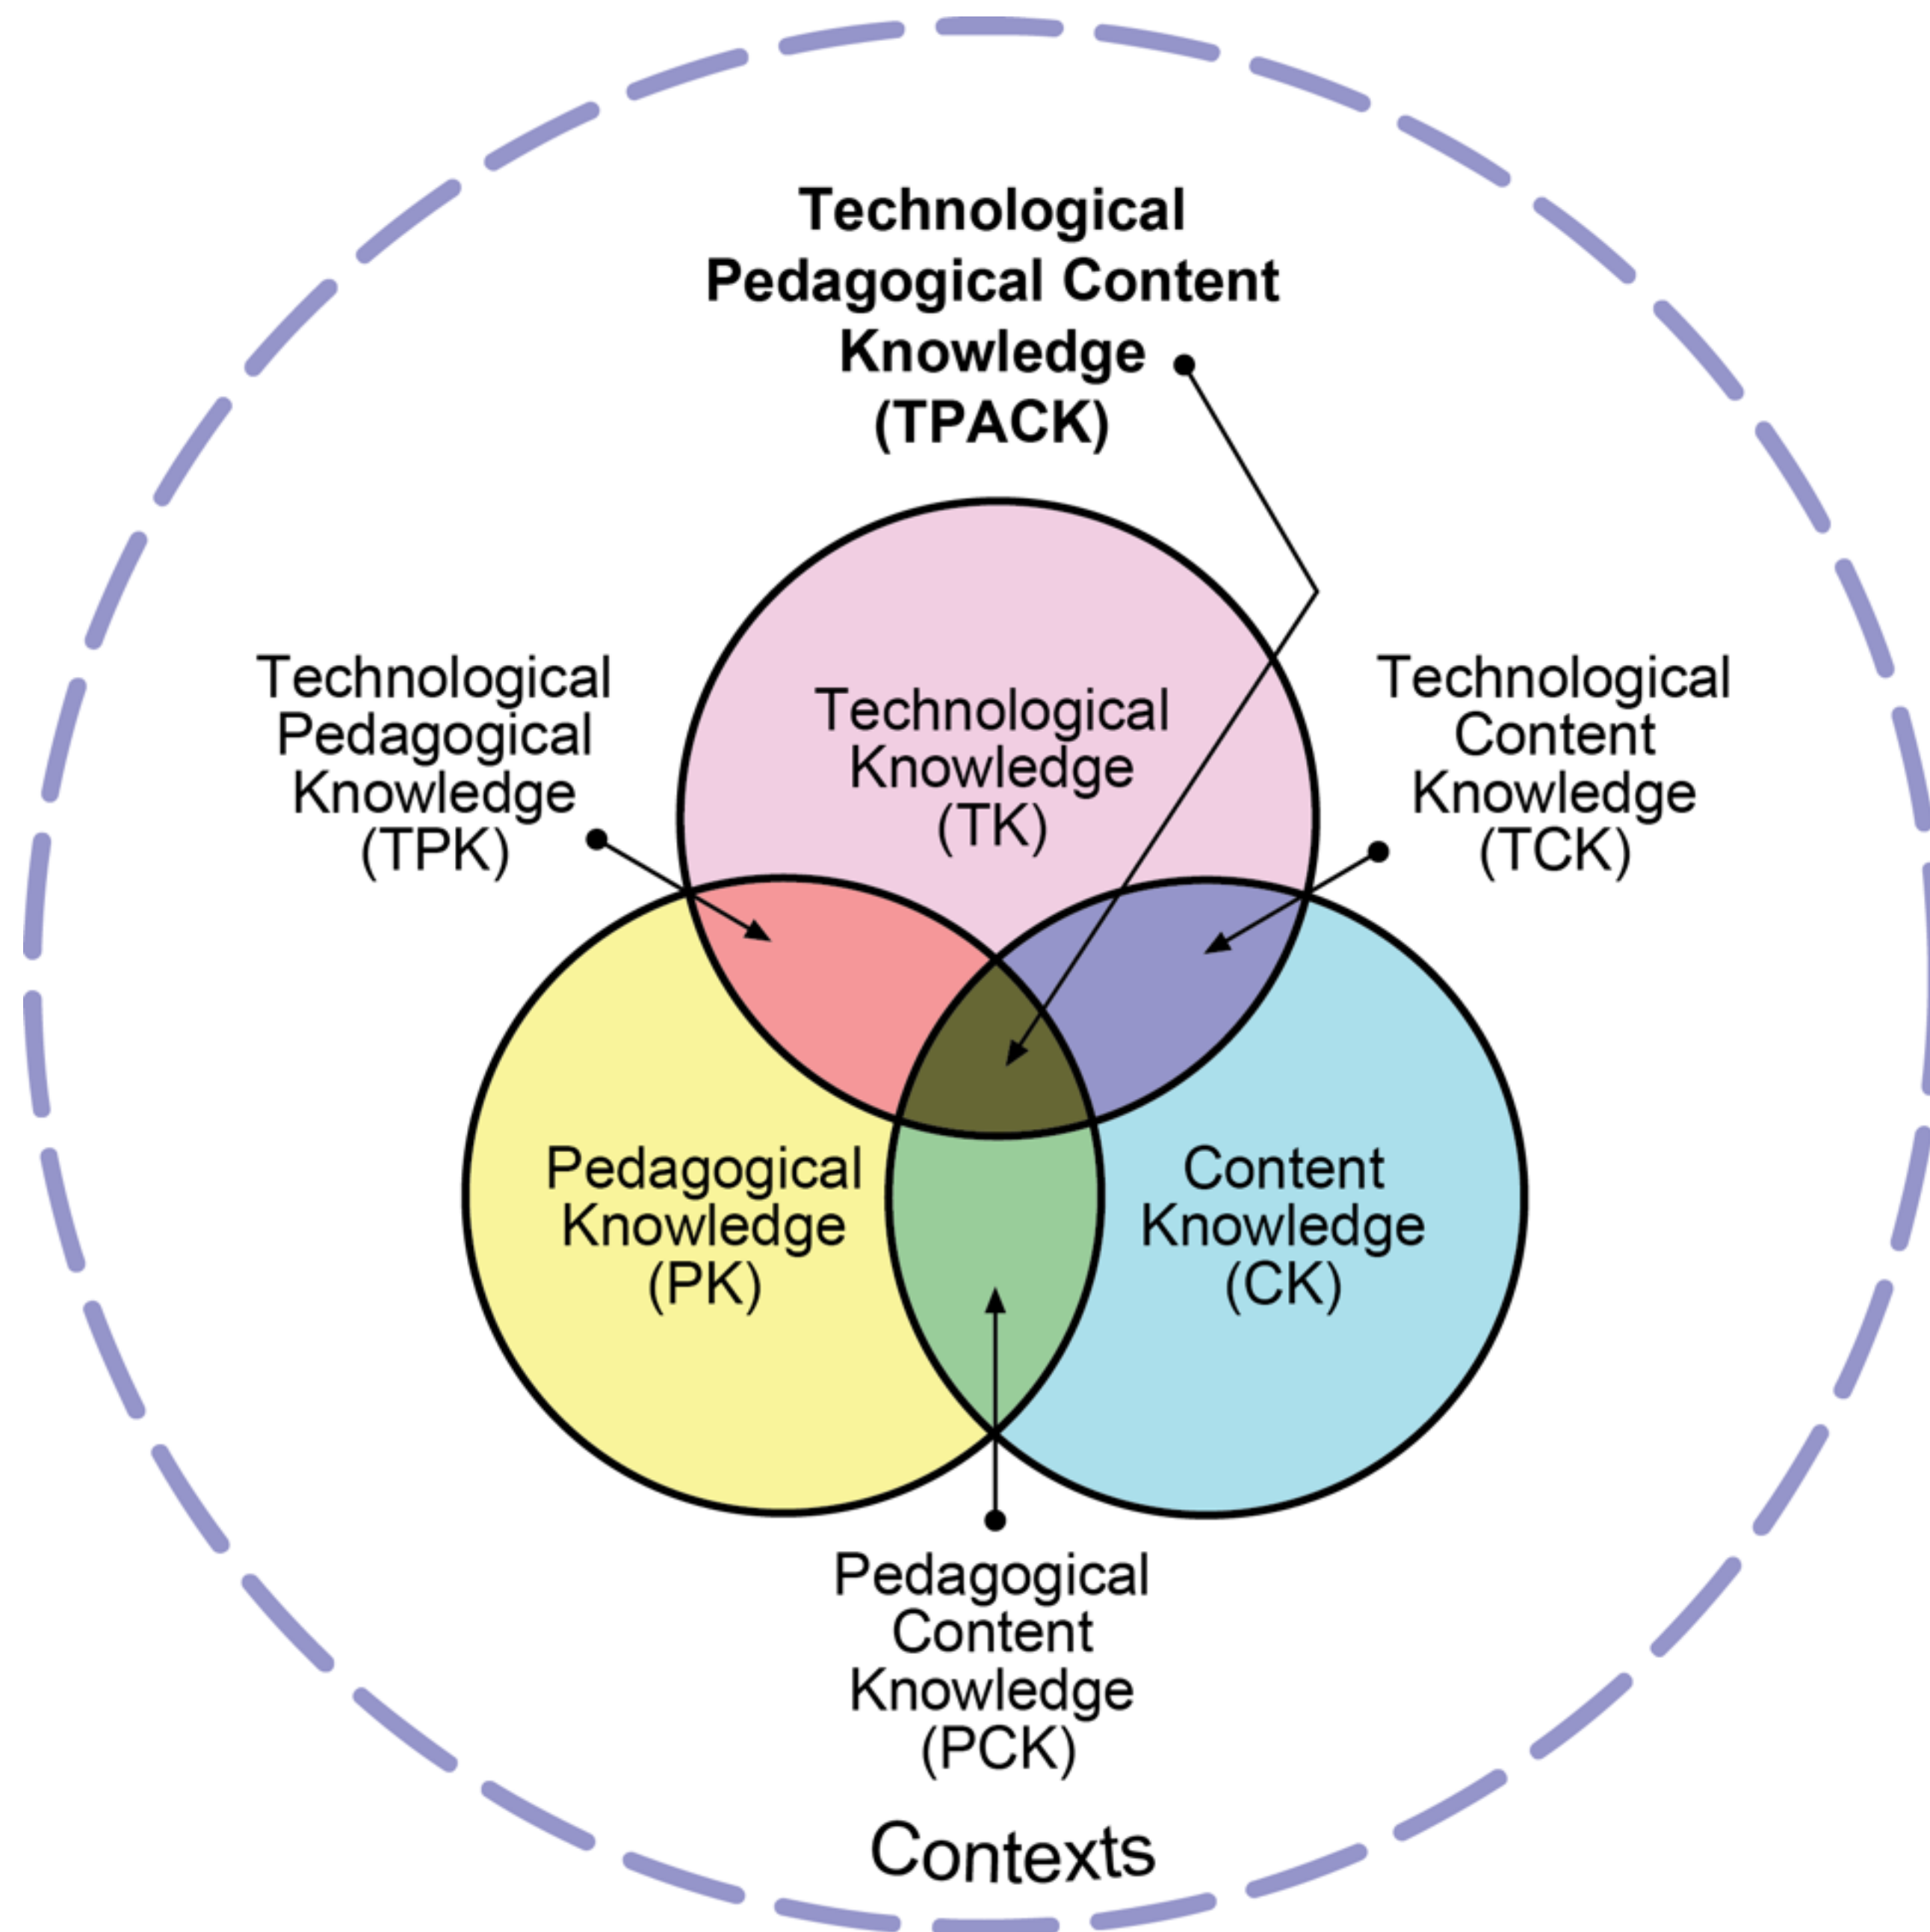 Technological
Pedagogical Content
Knowledge
(TPACK)
Technological
Pedagogical
Knowledge
(TPK)
Technological
Knowledge
(TK)
Technological
Content
Knowledge
(TCK)
Pedagogical
Knowledge
(PK)
Content
Knowledge
(CK)
Pedagogical
Content
Knowledge
(PCK)
Contexts